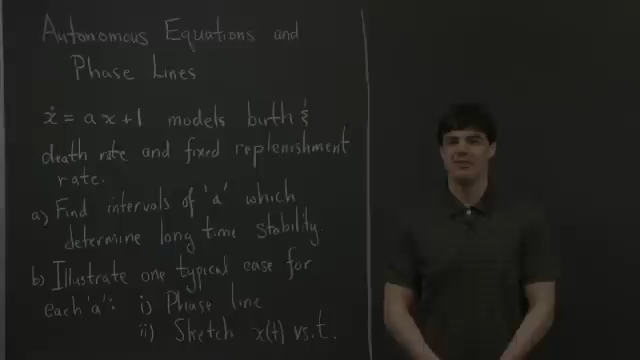 Autonomous Equations and
Phase Lines
ẋ = ax+1 models birth &
death rate and fixed replenishment
rate.
a) Find intervals of 'a' which
determine long time stability.
b) Illustrate one typical case for
each 'a': i) Phase line
ii) Sketch x(t) vs. t.